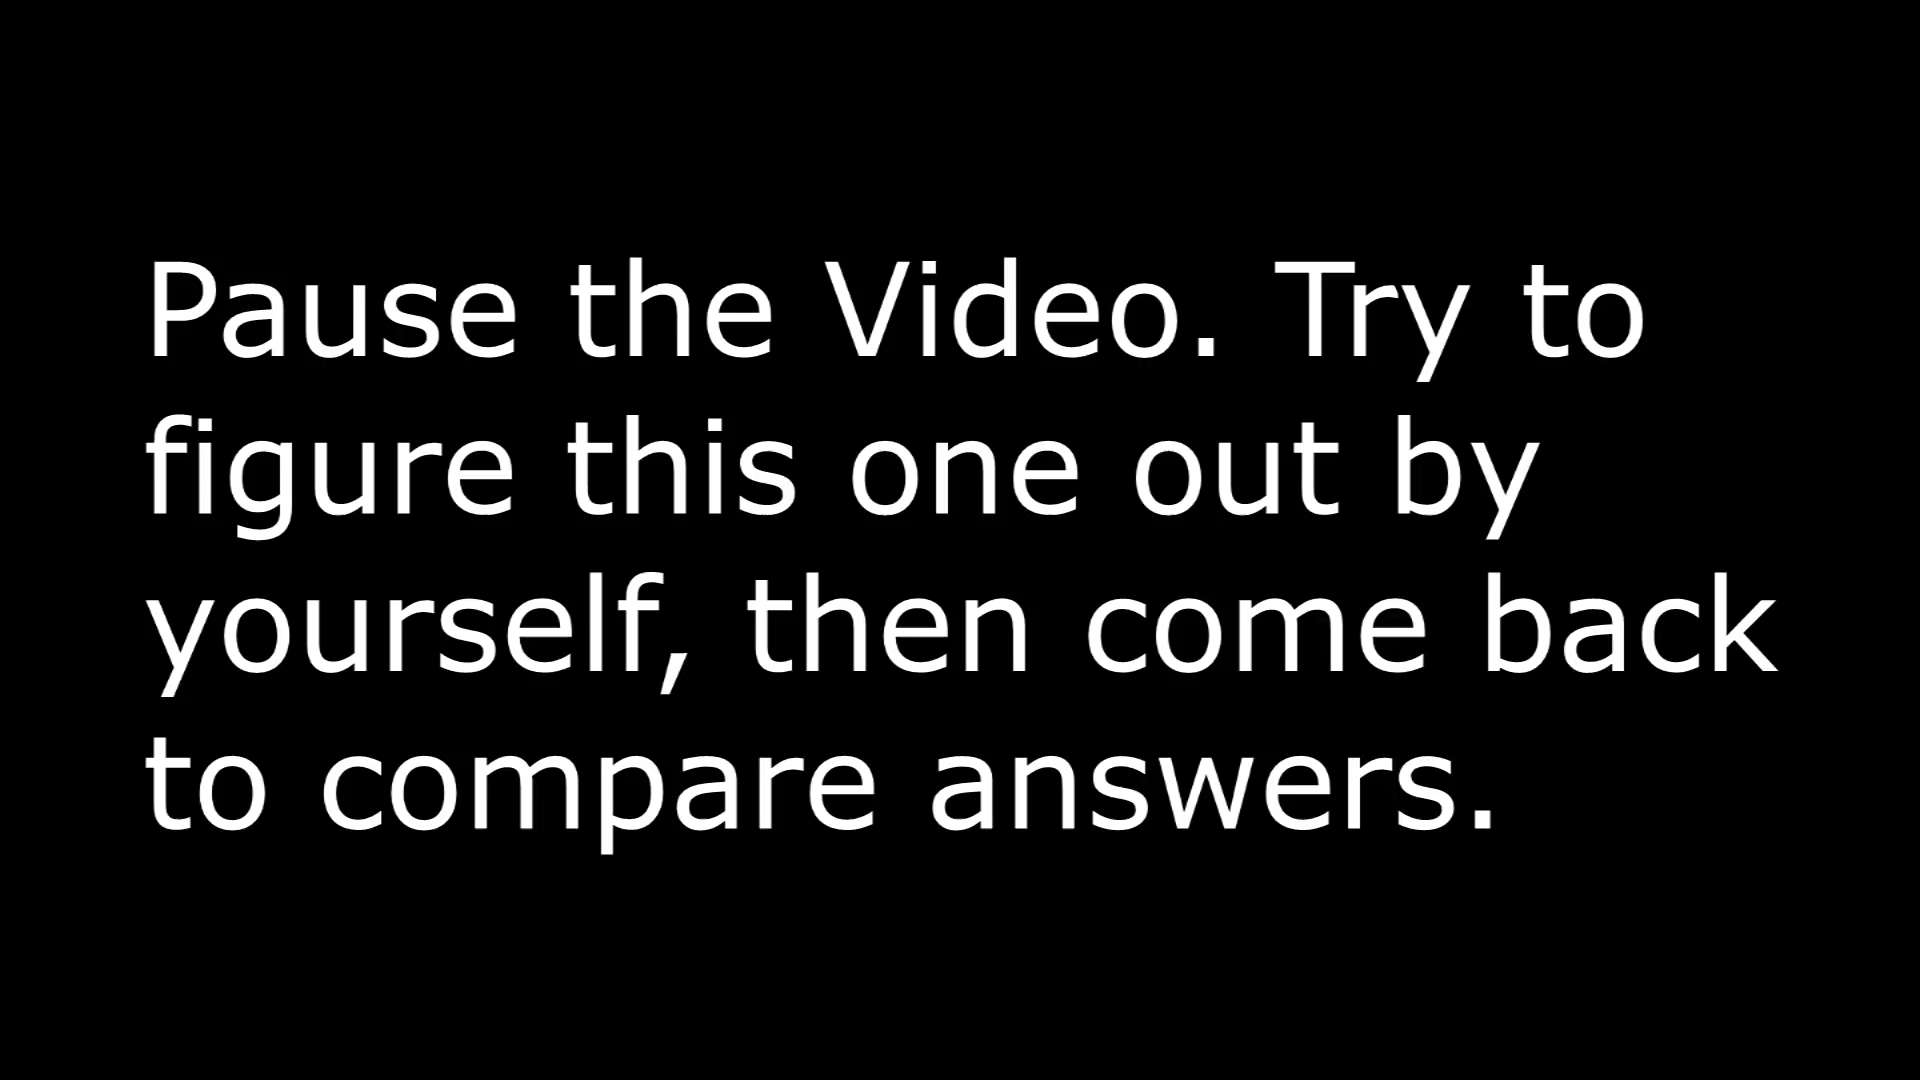 Pause the Video. Try to
figure this one out by
yourself, then come back
to compare answers.